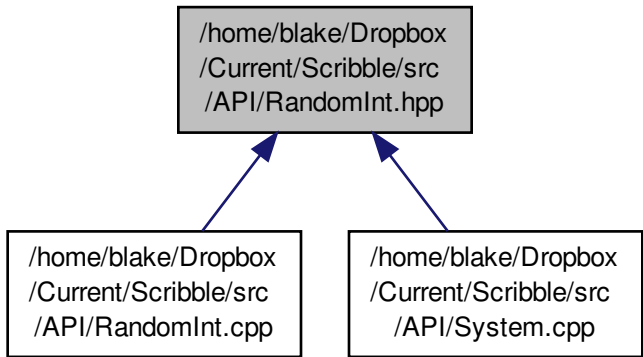 /home/blake/Dropbox
/Current/Scribble/src
/API/RandomInt.hpp
/home/blake/Dropbox
/Current/Scribble/src
/API/RandomInt.cpp
/home/blake/Dropbox
/Current/Scribble/src
/API/System.cpp